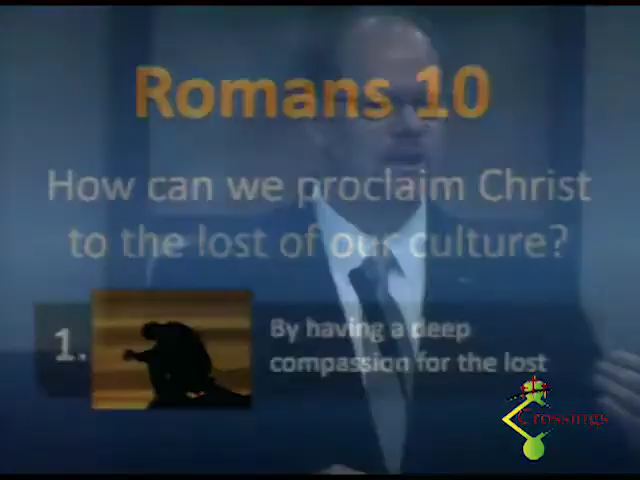 Romans 10
How can we proclaim Christ
to the lost of our culture?
1.
By having a deep
compassion for the lost
Crossings